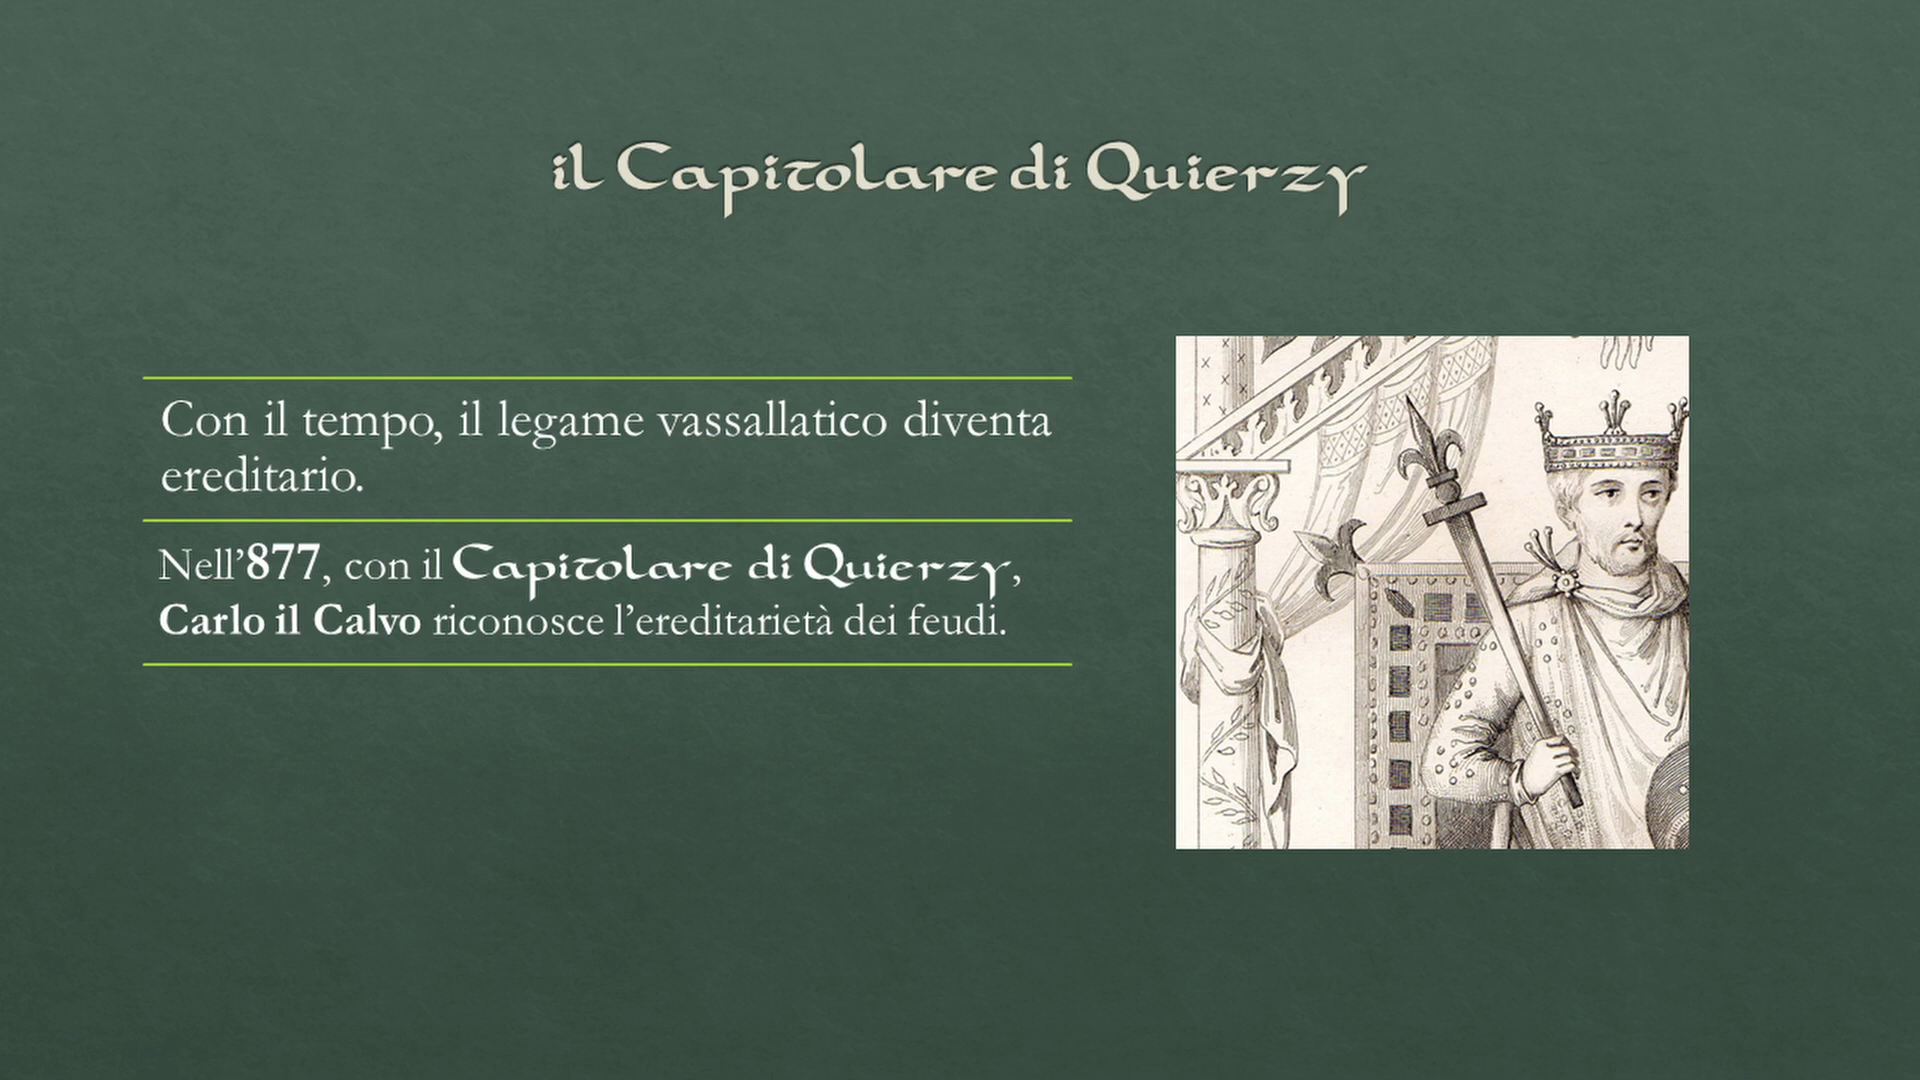 il Capitolare di Quierzy
Con il tempo, il legame vassallatico diventa
ereditario.
Nell’877, con il Capitolare di Quierzy,
Carlo il Calvo riconosce l’ereditarietà dei feudi.